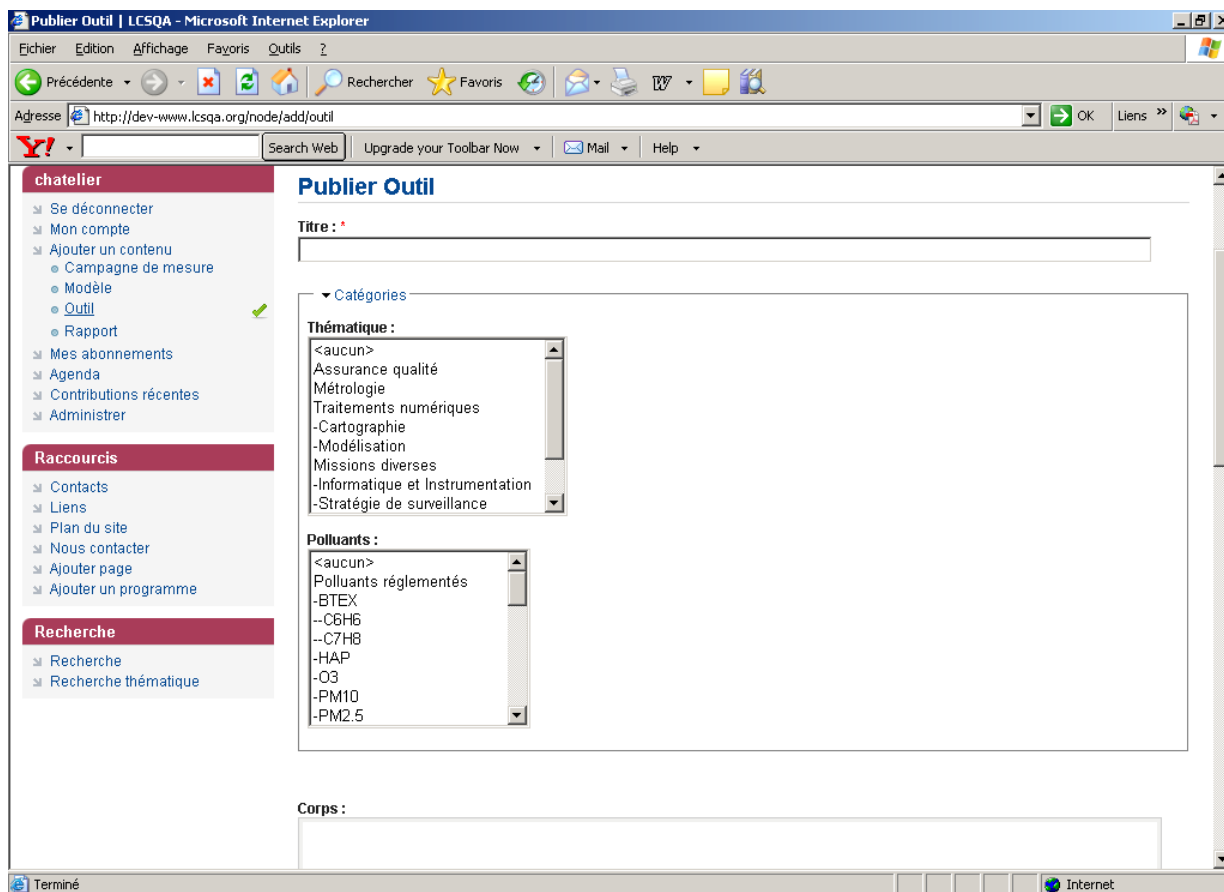 Publier Outil | LCSQA - Microsoft Internet Explorer
Fichier Edition Affichage Favoris Outils ?
Précédente Rechercher Favoris
Adresse http://dev-www.lcsqa.org/node/add/outil OK Liens »
Y! Search Web Upgrade your Toolbar Now Mail Help
chatelier
Se déconnecter
Mon compte
Ajouter un contenu
Campagne de mesure
Modèle
Outil
Rapport
Mes abonnements
Agenda
Contributions récentes
Administrer
Raccourcis
Contacts
Liens
Plan du site
Nous contacter
Ajouter page
Ajouter un programme
Recherche
Recherche
Recherche thématique
Publier Outil
Titre : *
Catégories
Thématique :
<aucun>
Assurance qualité
Métrologie
Traitements numériques
-Cartographie
-Modélisation
Missions diverses
-Informatique et Instrumentation
-Stratégie de surveillance
Polluants :
<aucun>
Polluants réglementés
-BTEX
--C6H6
--C7H8
-HAP
-O3
-PM10
-PM2.5
Corps :
Terminé Internet